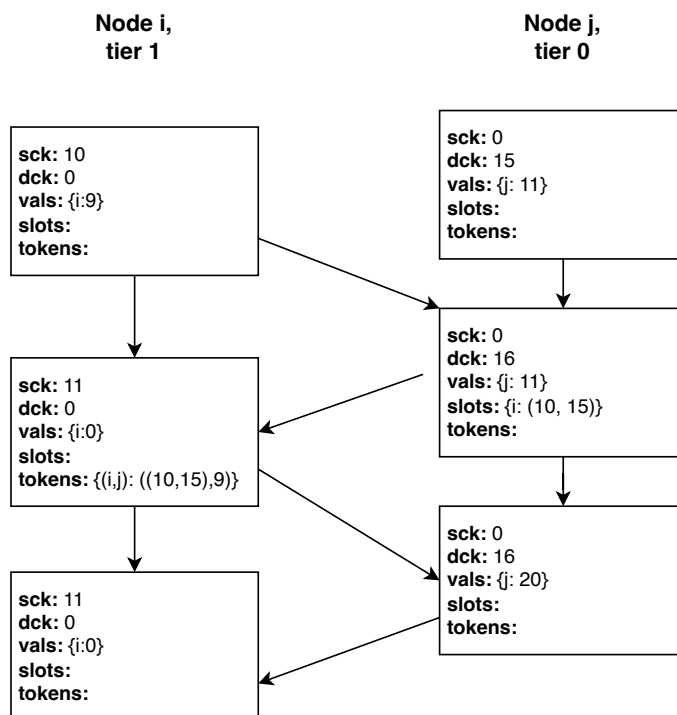 Node i,
tier 1
Node j,
tier 0
sck: 10
dck: 0
vals: {i:9}
slots:
tokens:
sck: 0
dck: 15
vals: {j: 11}
slots:
tokens:
sck: 11
dck: 0
vals: {i:0}
slots:
tokens: {(i,j): ((10,15),9)}
sck: 0
dck: 16
vals: {j: 11}
slots: {i: (10, 15)}
tokens:
sck: 11
dck: 0
vals: {i:0}
slots:
tokens:
sck: 0
dck: 16
vals: {j: 20}
slots:
tokens: